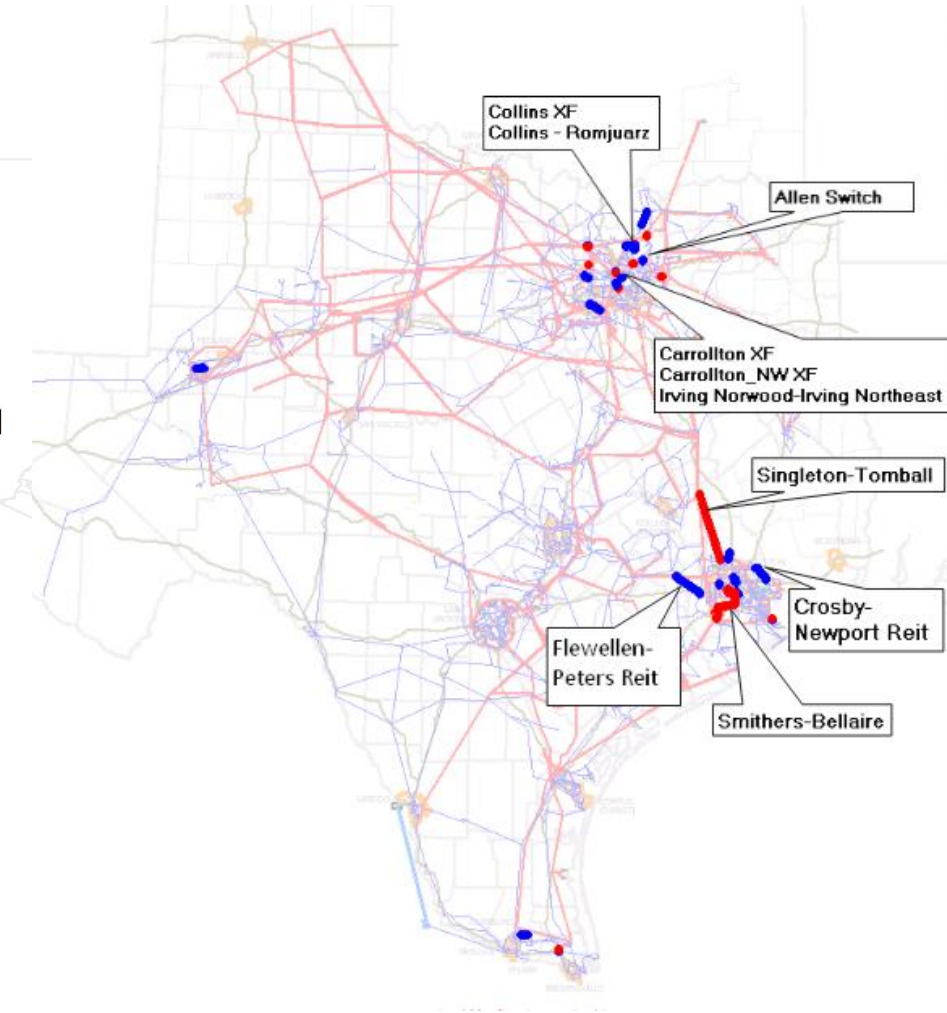 Collins XF
Collins - Romjuarz
Allen Switch
Carrollton XF
Carrollton_NW XF
Irving Norwood-Irving Northeast
Singleton-Tomball
Crosby-
Newport Reit
Flewellen-
Peters Reit
Smithers-Bellaire